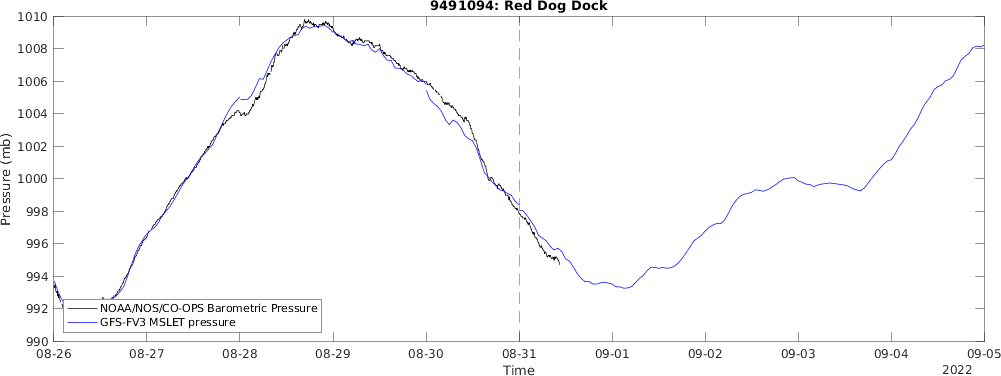 9491094: Red Dog Dock
1010
1008
1006
1004
1002
1000
998
996
994
992
990
Pressure (mb)
NOAA/NOS/CO-OPS Barometric Pressure
GFS-FV3 MSLET pressure
08-26 08-27 08-28 08-29 08-30 08-31 09-01 09-02 09-03 09-04 09-05
Time
2022